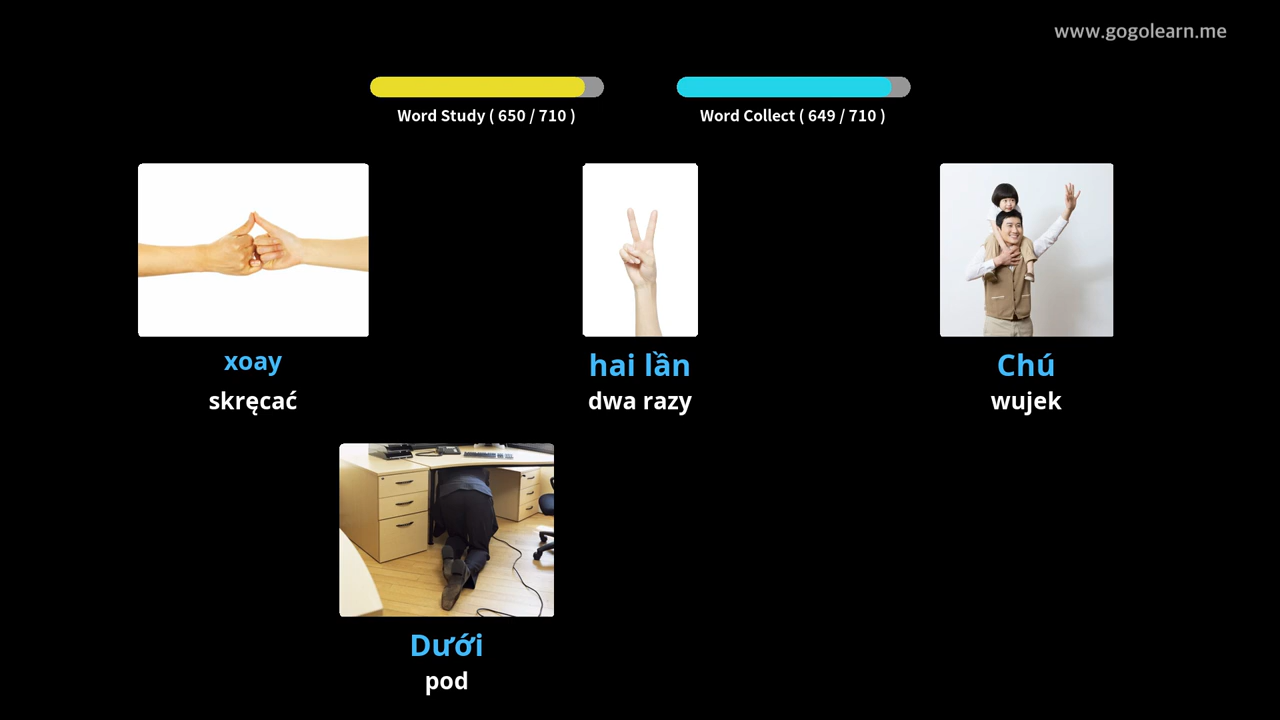 www.gogolearn.me
Word Study ( 650 / 710 )
Word Collect ( 649 / 710 )
xoay
skręcać
hai lần
dwa razy
Chú
wujek
Dưới
pod